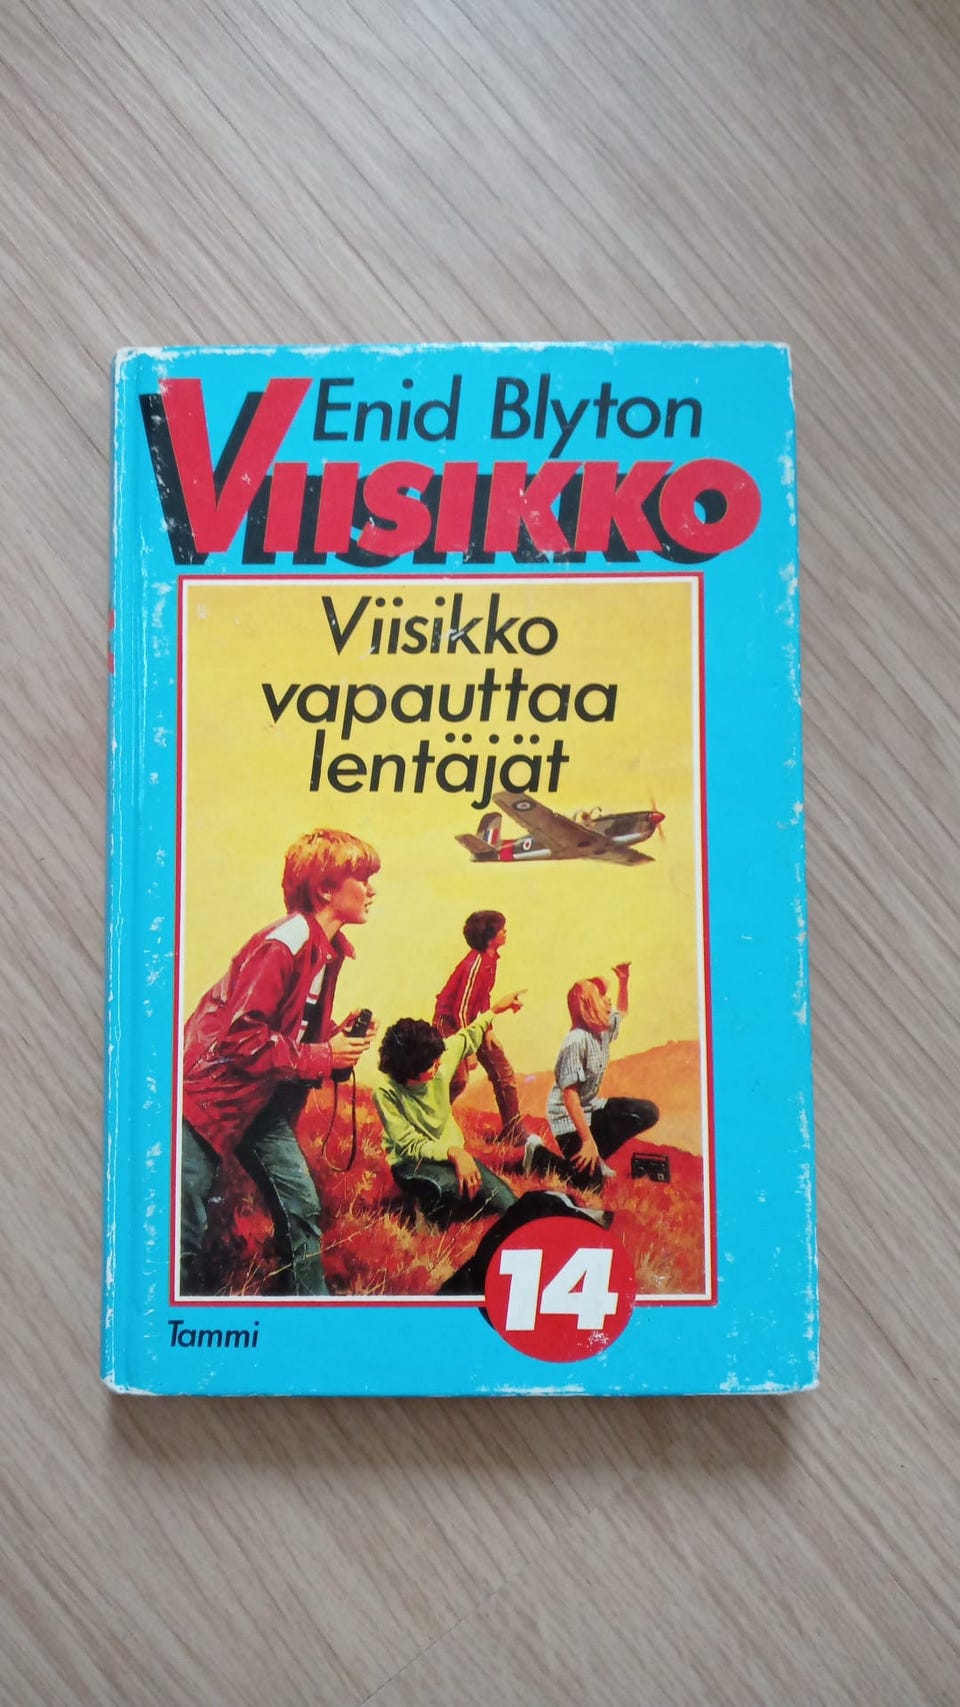 Enid Blyton
VIISIKKO
Viisikko
vapauttaa
lentäjät
14
Tammi